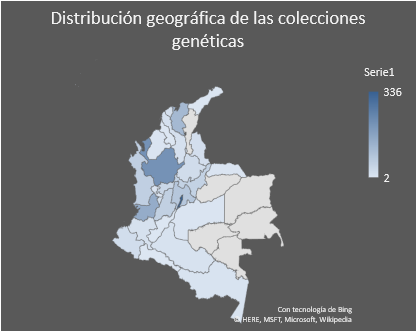 Distribución geográfica de las colecciones
genéticas
Serie1
336
2
Con tecnología de Bing
© HERE, MSFT, Microsoft, Wikipedia